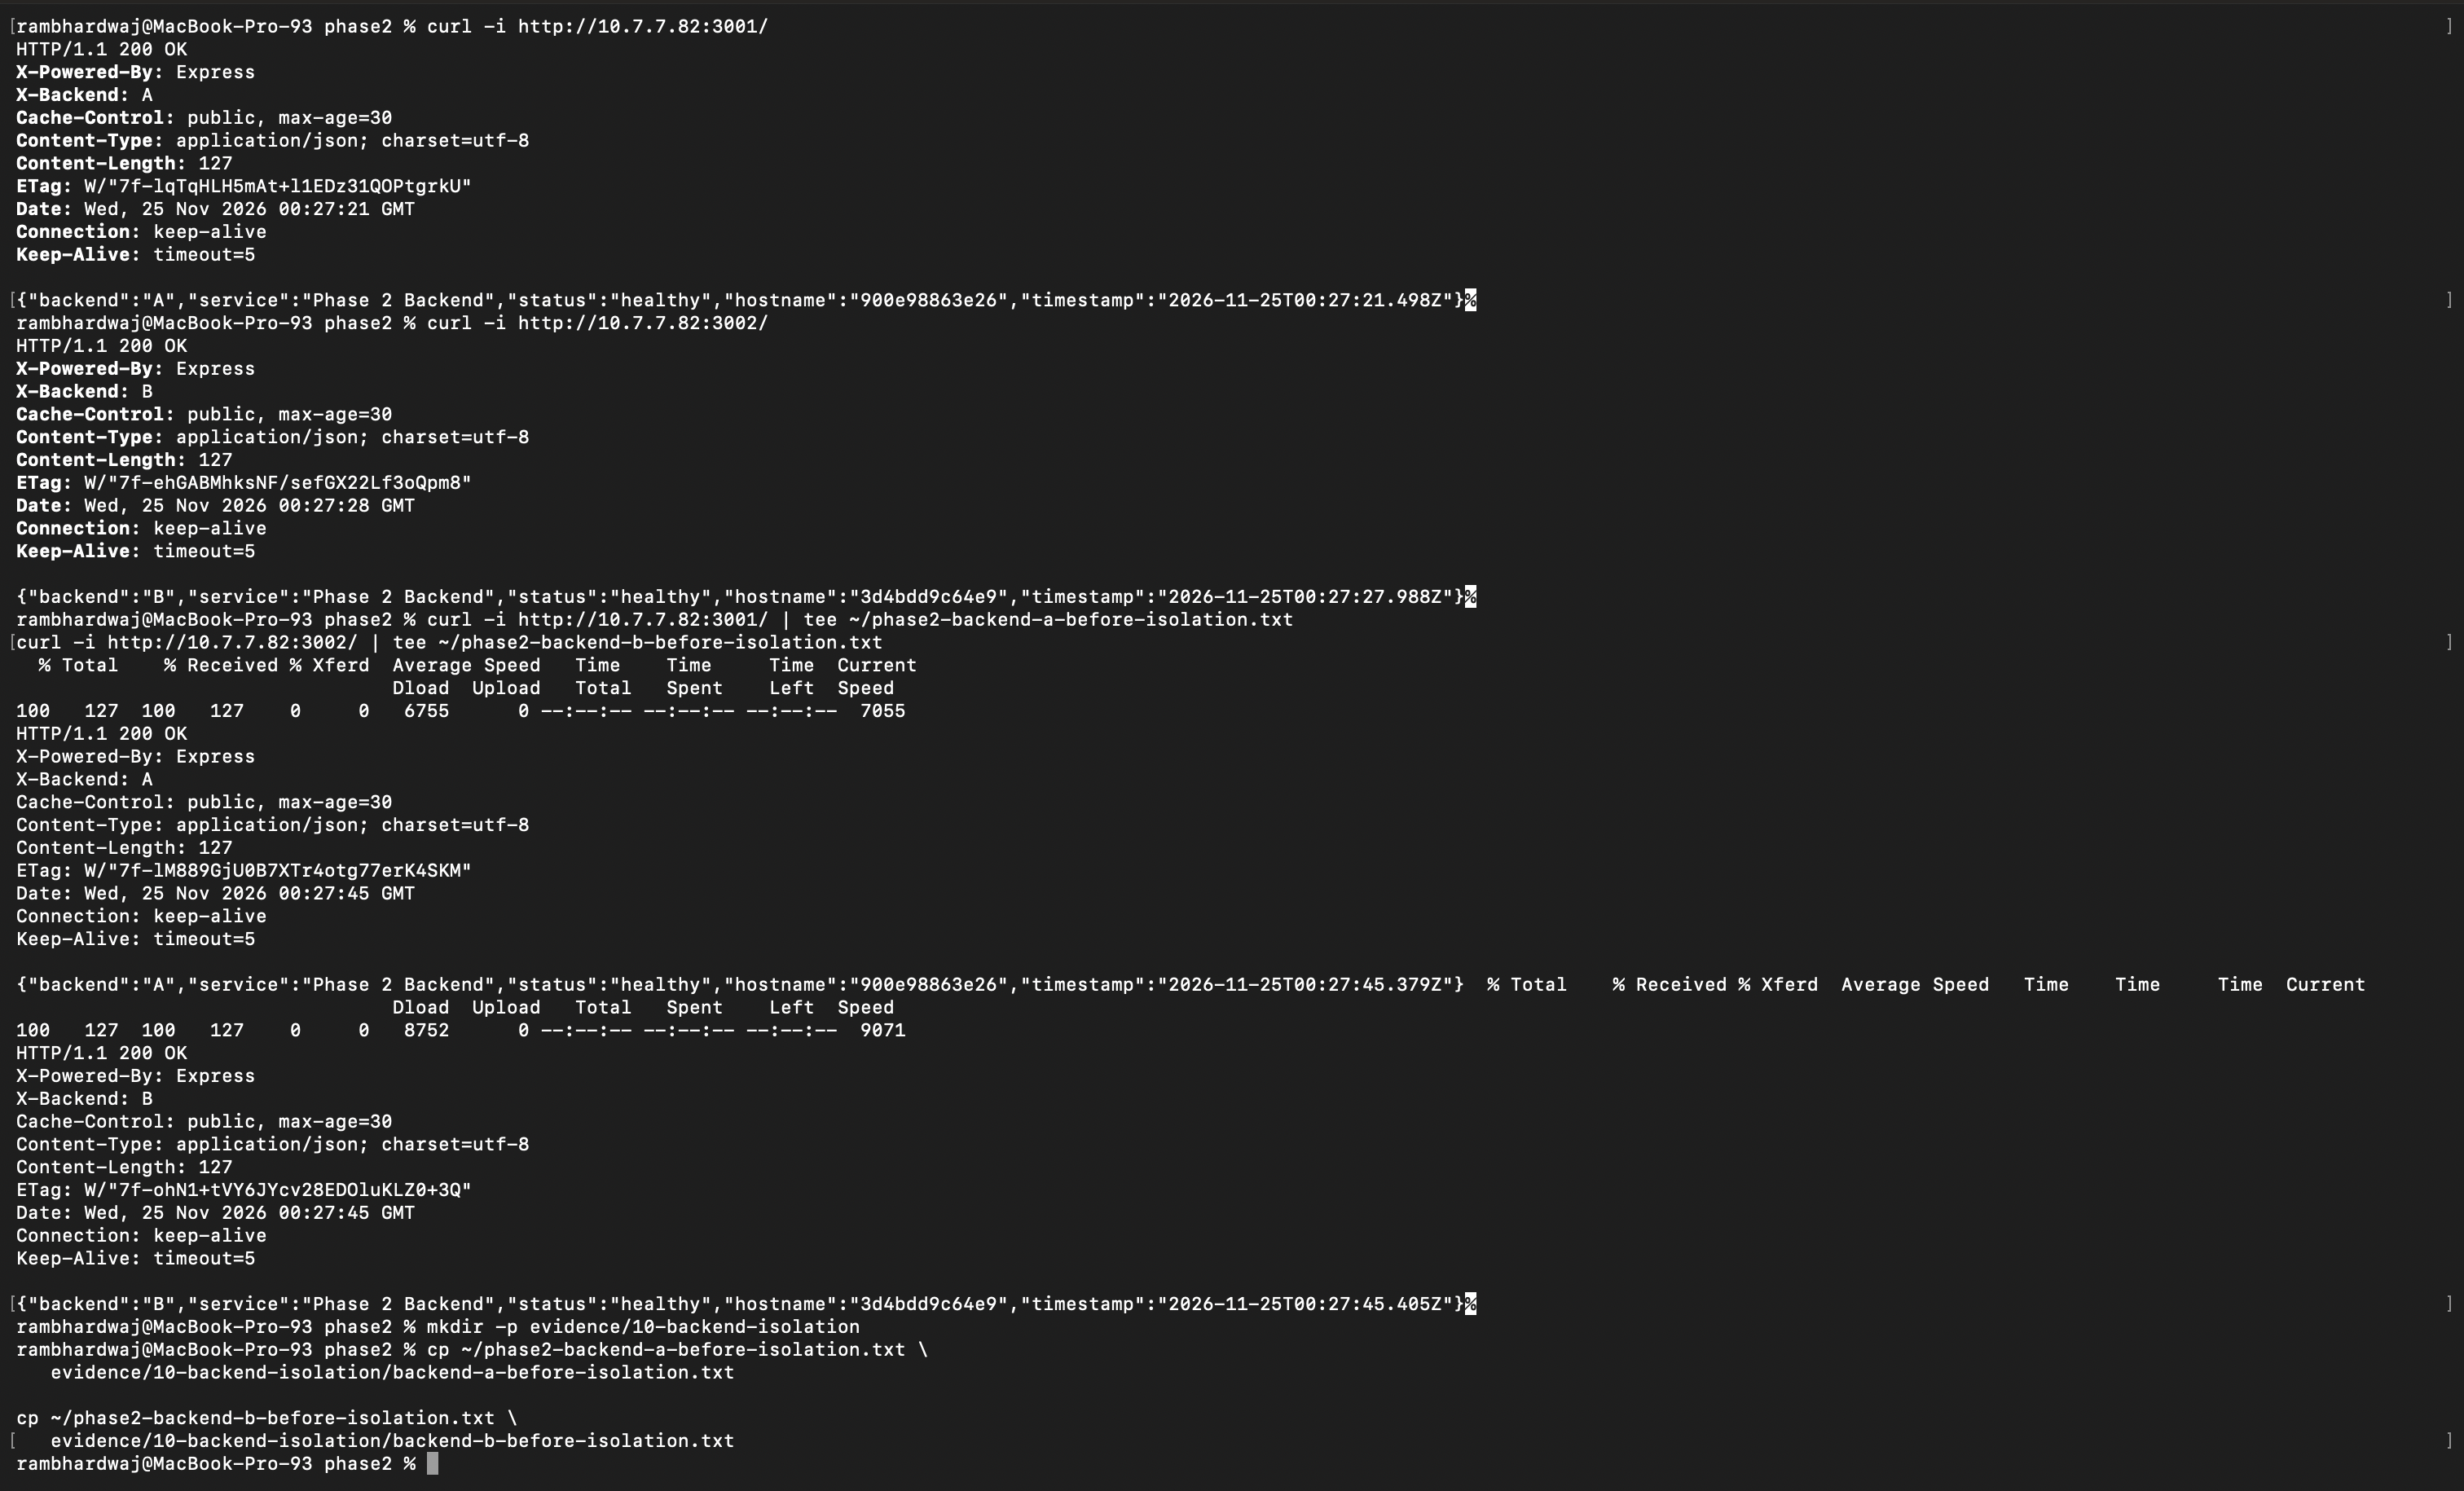 [rambhardwaj@MacBook-Pro-93 phase2 % curl -i http://10.7.7.82:3001/ ]
HTTP/1.1 200 OK
X-Powered-By: Express
X-Backend: A
Cache-Control: public, max-age=30
Content-Type: application/json; charset=utf-8
Content-Length: 127
ETag: W/"7f-lqTqHLH5mAt+l1EDz31QOPtgrkU"
Date: Wed, 25 Nov 2026 00:27:21 GMT
Connection: keep-alive
Keep-Alive: timeout=5

[{"backend":"A","service":"Phase 2 Backend","status":"healthy","hostname":"900e98863e26","timestamp":"2026-11-25T00:27:21.498Z"}% ]
rambhardwaj@MacBook-Pro-93 phase2 % curl -i http://10.7.7.82:3002/
HTTP/1.1 200 OK
X-Powered-By: Express
X-Backend: B
Cache-Control: public, max-age=30
Content-Type: application/json; charset=utf-8
Content-Length: 127
ETag: W/"7f-ehGABMhksNF/sefGX22Lf3oQpm8"
Date: Wed, 25 Nov 2026 00:27:28 GMT
Connection: keep-alive
Keep-Alive: timeout=5

{"backend":"B","service":"Phase 2 Backend","status":"healthy","hostname":"3d4bdd9c64e9","timestamp":"2026-11-25T00:27:27.988Z"}%
rambhardwaj@MacBook-Pro-93 phase2 % curl -i http://10.7.7.82:3001/ | tee ~/phase2-backend-a-before-isolation.txt
[curl -i http://10.7.7.82:3002/ | tee ~/phase2-backend-b-before-isolation.txt ]
  % Total    % Received % Xferd  Average Speed   Time    Time     Time  Current
                                 Dload  Upload   Total   Spent    Left  Speed
100   127  100   127    0     0   6755      0 --:--:-- --:--:-- --:--:--  7055
HTTP/1.1 200 OK
X-Powered-By: Express
X-Backend: A
Cache-Control: public, max-age=30
Content-Type: application/json; charset=utf-8
Content-Length: 127
ETag: W/"7f-lM889GjU0B7XTr4otg77erK4SKM"
Date: Wed, 25 Nov 2026 00:27:45 GMT
Connection: keep-alive
Keep-Alive: timeout=5

{"backend":"A","service":"Phase 2 Backend","status":"healthy","hostname":"900e98863e26","timestamp":"2026-11-25T00:27:45.379Z"}  % Total    % Received % Xferd  Average Speed   Time    Time     Time  Current
                                 Dload  Upload   Total   Spent    Left  Speed
100   127  100   127    0     0   8752      0 --:--:-- --:--:-- --:--:--  9071
HTTP/1.1 200 OK
X-Powered-By: Express
X-Backend: B
Cache-Control: public, max-age=30
Content-Type: application/json; charset=utf-8
Content-Length: 127
ETag: W/"7f-ohN1+tVY6JYcv28EDOluKLZ0+3Q"
Date: Wed, 25 Nov 2026 00:27:45 GMT
Connection: keep-alive
Keep-Alive: timeout=5

[{"backend":"B","service":"Phase 2 Backend","status":"healthy","hostname":"3d4bdd9c64e9","timestamp":"2026-11-25T00:27:45.405Z"}% ]
rambhardwaj@MacBook-Pro-93 phase2 % mkdir -p evidence/10-backend-isolation
rambhardwaj@MacBook-Pro-93 phase2 % cp ~/phase2-backend-a-before-isolation.txt \
   evidence/10-backend-isolation/backend-a-before-isolation.txt

cp ~/phase2-backend-b-before-isolation.txt \
[   evidence/10-backend-isolation/backend-b-before-isolation.txt ]
rambhardwaj@MacBook-Pro-93 phase2 %